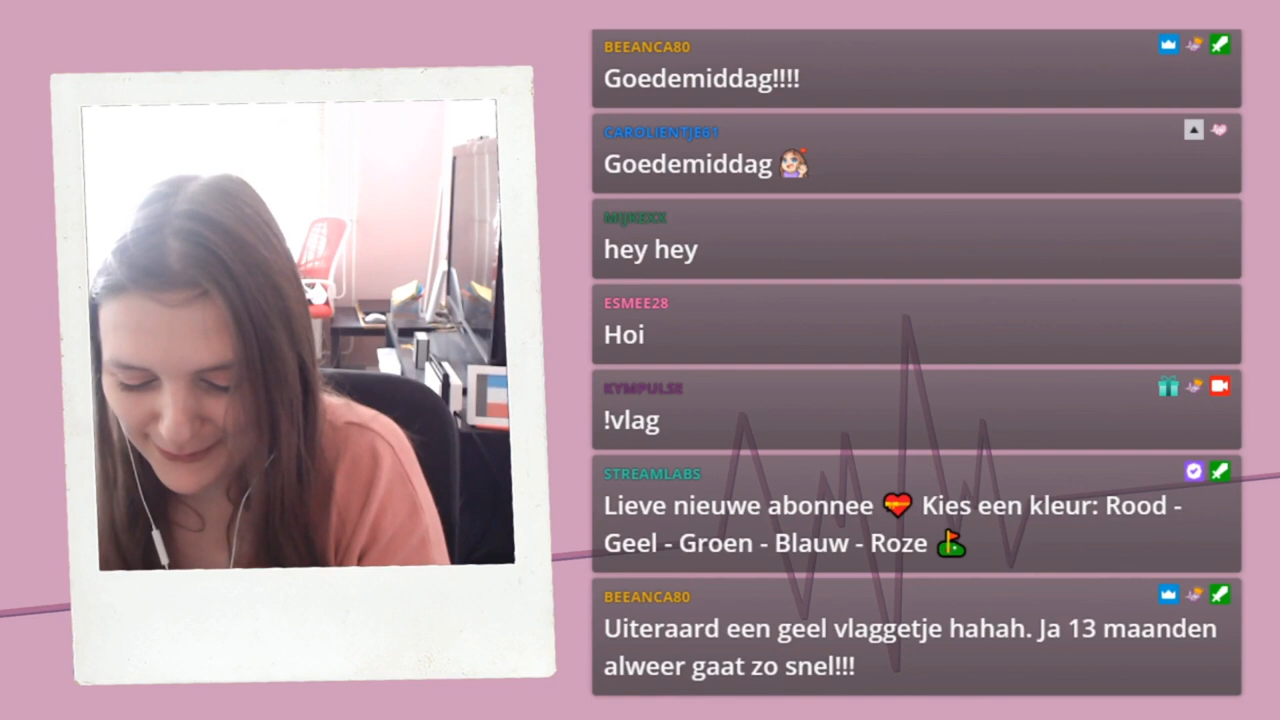 BEEANCA80
Goedemiddag!!!!
CAROLIENTJE61
Goedemiddag
MIJKEXX
hey hey
ESMEE28
Hoi
KYMPULSE
!vlag
STREAMLABS
Lieve nieuwe abonnee ❤️ Kies een kleur: Rood -
Geel - Groen - Blauw - Roze ⛳
BEEANCA80
Uiteraard een geel vlaggetje hahah. Ja 13 maanden
alweer gaat zo snel!!!